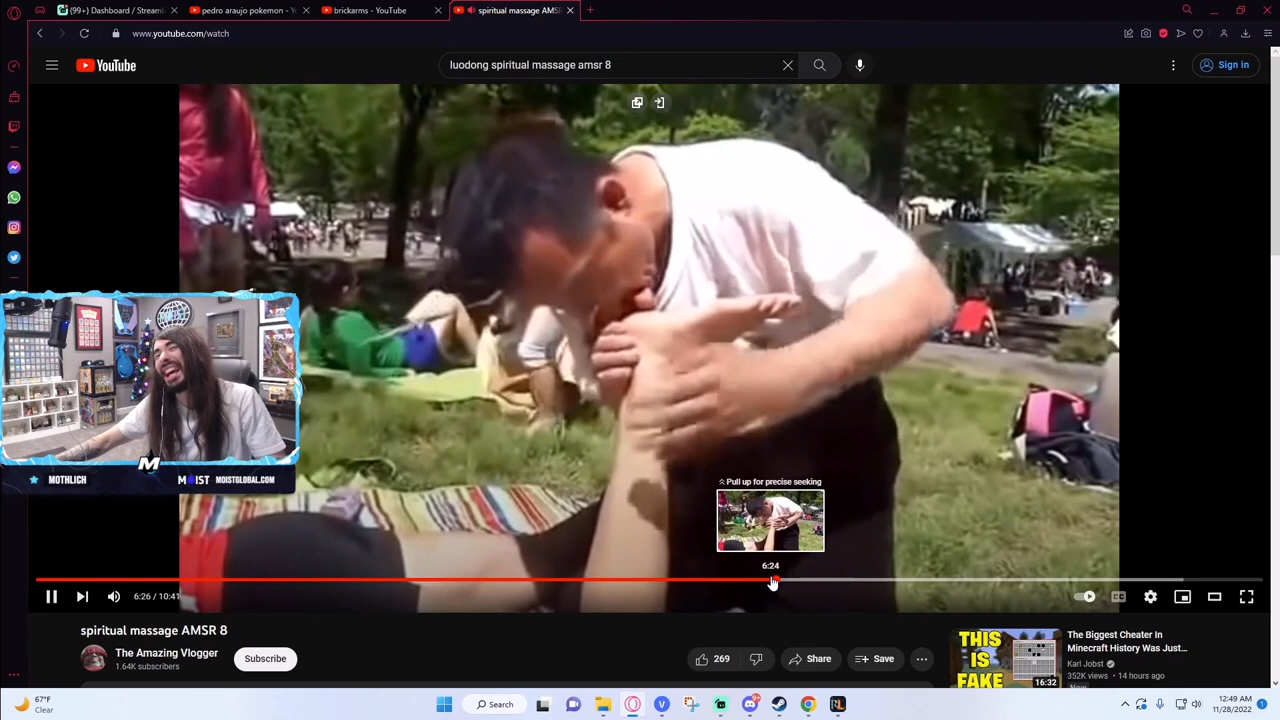 (99+) Dashboard / Streaml
pedro araujo pokemon - Yo
brickarms - YouTube
spiritual massage AMSR
www.youtube.com/watch
YouTube
luodong spiritual massage amsr 8
Sign in
MOTHLICH
M
MOIST
MOISTGLOBAL.COM
Pull up for precise seeking
6:24
6:26 / 10:41
CC
spiritual massage AMSR 8
The Amazing Vlogger
1.64K subscribers
Subscribe
269
Share
Save
THIS
IS
FAKE
16:32
The Biggest Cheater In
Minecraft History Was Just...
Karl Jobst
352K views • 14 hours ago
New
67°F
Clear
Search
12:49 AM
11/28/2022